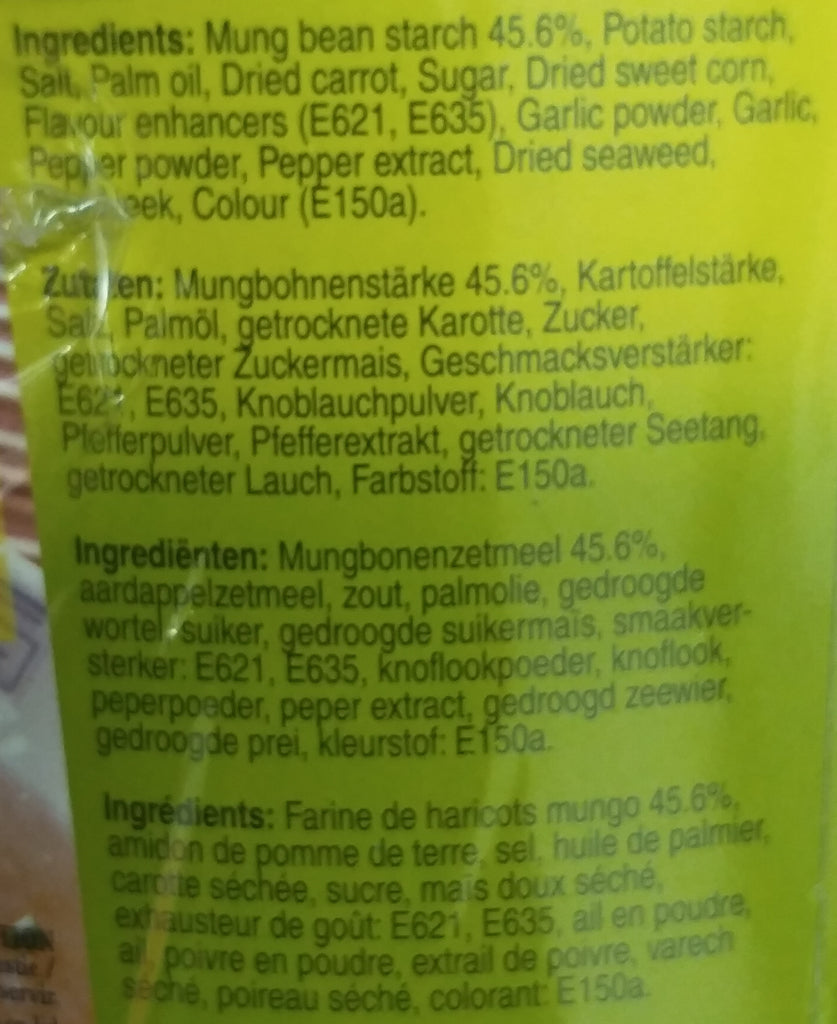 Ingredients: Mung bean starch 45.6%, Potato starch,
Salt, Palm oil, Dried carrot, Sugar, Dried sweet corn,
Flavour enhancers (E621, E635), Garlic powder, Garlic,
Pepper powder, Pepper extract, Dried seaweed,
eek, Colour (E150a).
Zutaten: Mungbohnenstärke 45.6%, Kartoffelstärke,
Salz, Palmöl, getrocknete Karotte, Zucker,
getrockneter Zuckermais, Geschmacksverstärker:
E621, E635, Knoblauchpulver, Knoblauch,
Pfefferpulver, Pfefferextrakt, getrockneter Seetang,
getrockneter Lauch, Farbstoff: E150a.
Ingrediënten: Mungbonenzetmeel 45.6%,
aardappelzetmeel, zout, palmolie, gedroogde
wortel, suiker, gedroogde suikermaïs, smaakver-
sterker: E621, E635, knoflookpoeder, knoflook,
peperpoeder, peper extract, gedroogd zeewier,
gedroogde prei, kleurstof: E150a.
Ingrédients: Farine de haricots mungo 45.6%,
amidon de pomme de terre, sel, huile de palmier,
carotte séchée, sucre, maïs doux séché,
exhausteur de goût: E621, E635, ail en poudre,
ail, poivre en poudre, extrail de poivre, varech
séché, poireau séché, colorant: E150a.